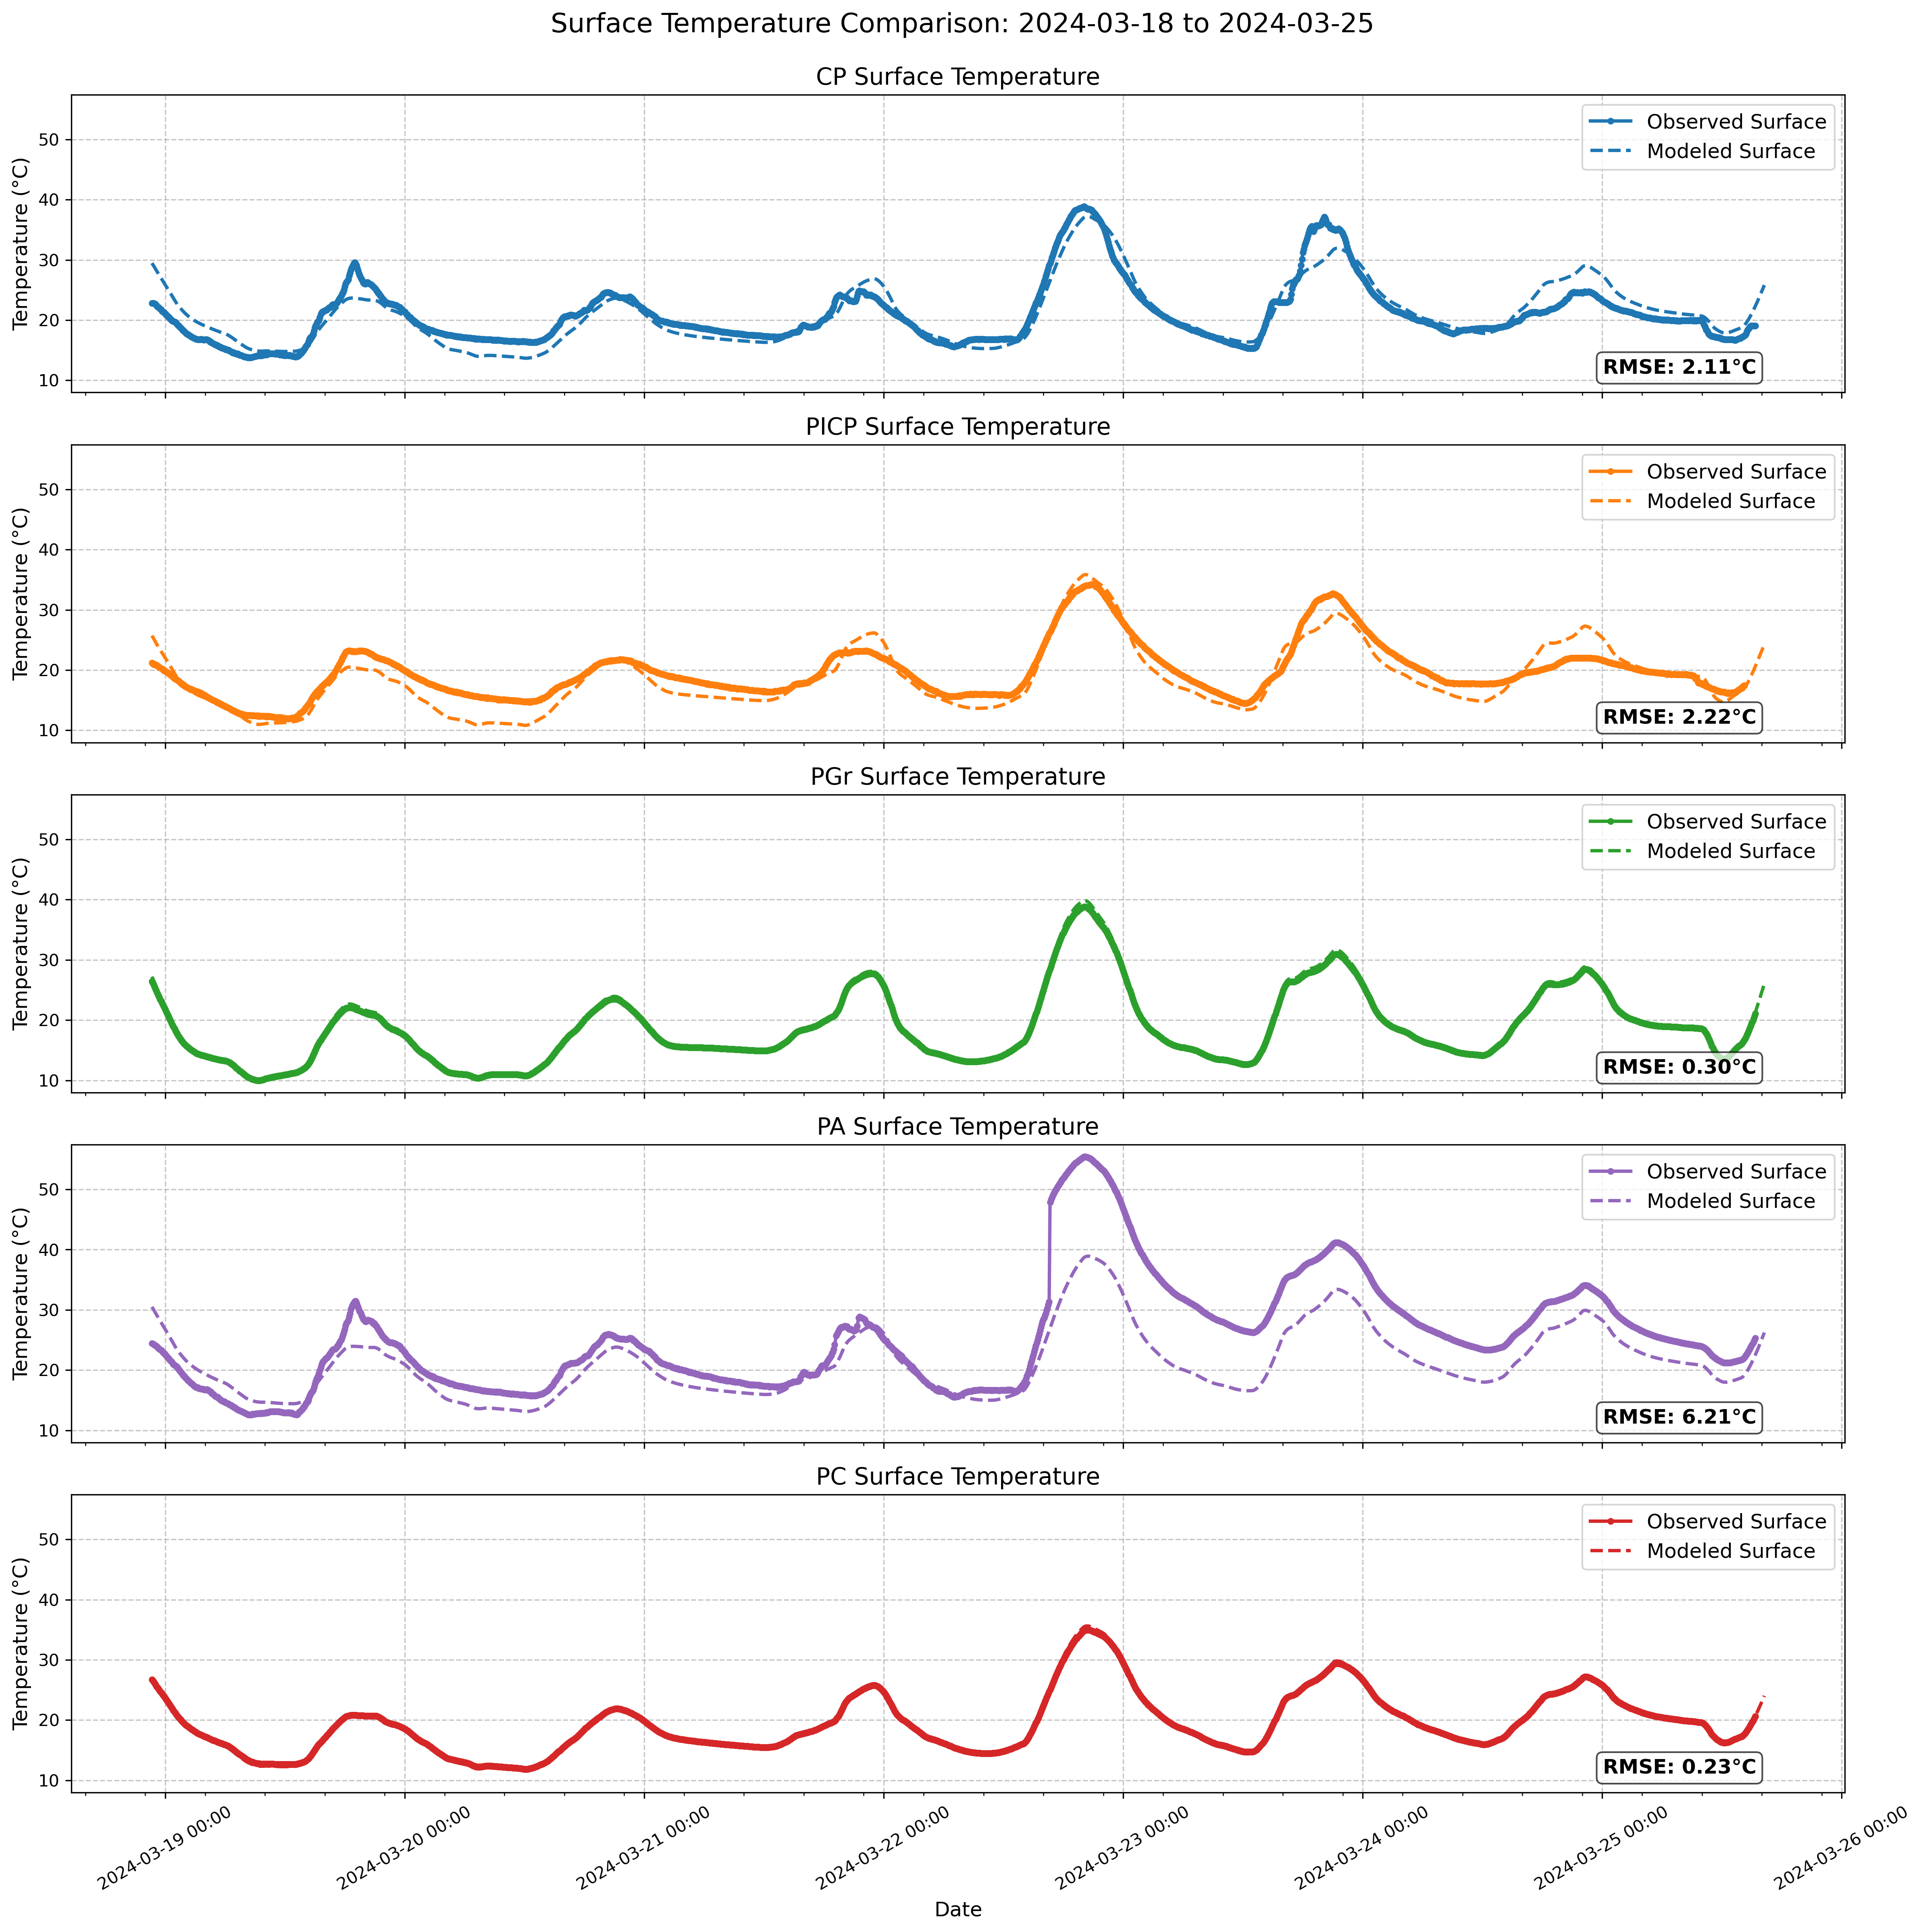 Surface Temperature Comparison: 2024-03-18 to 2024-03-25
CP Surface Temperature
Temperature (°C)
50
40
30
20
10
Observed Surface
Modeled Surface
RMSE: 2.11°C
PICP Surface Temperature
Temperature (°C)
50
40
30
20
10
Observed Surface
Modeled Surface
RMSE: 2.22°C
PGr Surface Temperature
Temperature (°C)
50
40
30
20
10
Observed Surface
Modeled Surface
RMSE: 0.30°C
PA Surface Temperature
Temperature (°C)
50
40
30
20
10
Observed Surface
Modeled Surface
RMSE: 6.21°C
PC Surface Temperature
Temperature (°C)
50
40
30
20
10
Observed Surface
Modeled Surface
RMSE: 0.23°C
2024-03-19 00:00
2024-03-20 00:00
2024-03-21 00:00
2024-03-22 00:00
2024-03-23 00:00
2024-03-24 00:00
2024-03-25 00:00
2024-03-26 00:00
Date